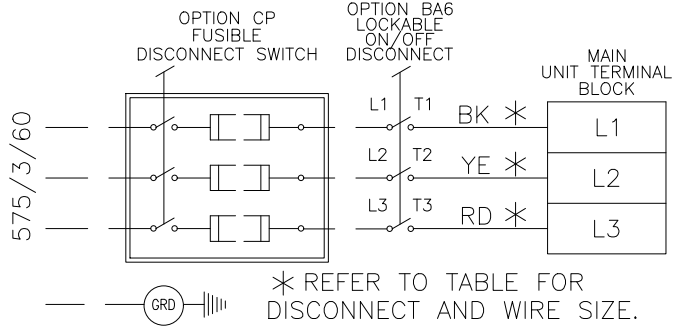 OPTION CP
FUSIBLE
DISCONNECT SWITCH
OPTION BA6
LOCKABLE
ON/OFF
DISCONNECT
MAIN
UNIT TERMINAL
BLOCK
575/3/60
L1 T1 BK * L1
L2 T2 YE * L2
L3 T3 RD * L3
GRD
* REFER TO TABLE FOR
DISCONNECT AND WIRE SIZE.